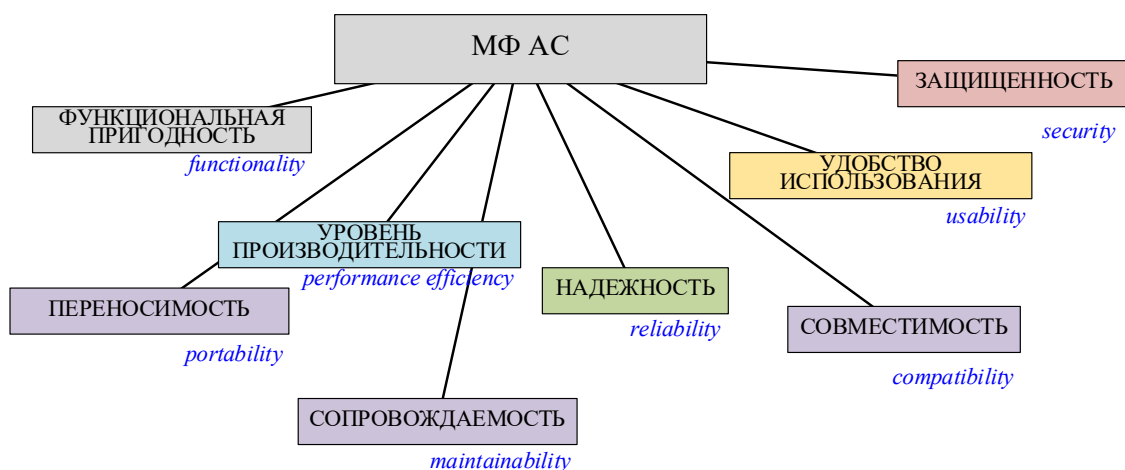 МФ АС
ЗАЩИЩЕННОСТЬ
security
ФУНКЦИОНАЛЬНАЯ
ПРИГОДНОСТЬ
functionality
УДОБСТВО
ИСПОЛЬЗОВАНИЯ
usability
УРОВЕНЬ
ПРОИЗВОДИТЕЛЬНОСТИ
performance efficiency
ПЕРЕНОСИМОСТЬ
portability
НАДЕЖНОСТЬ
reliability
СОВМЕСТИМОСТЬ
compatibility
СОПРОВОЖДАЕМОСТЬ
maintainability